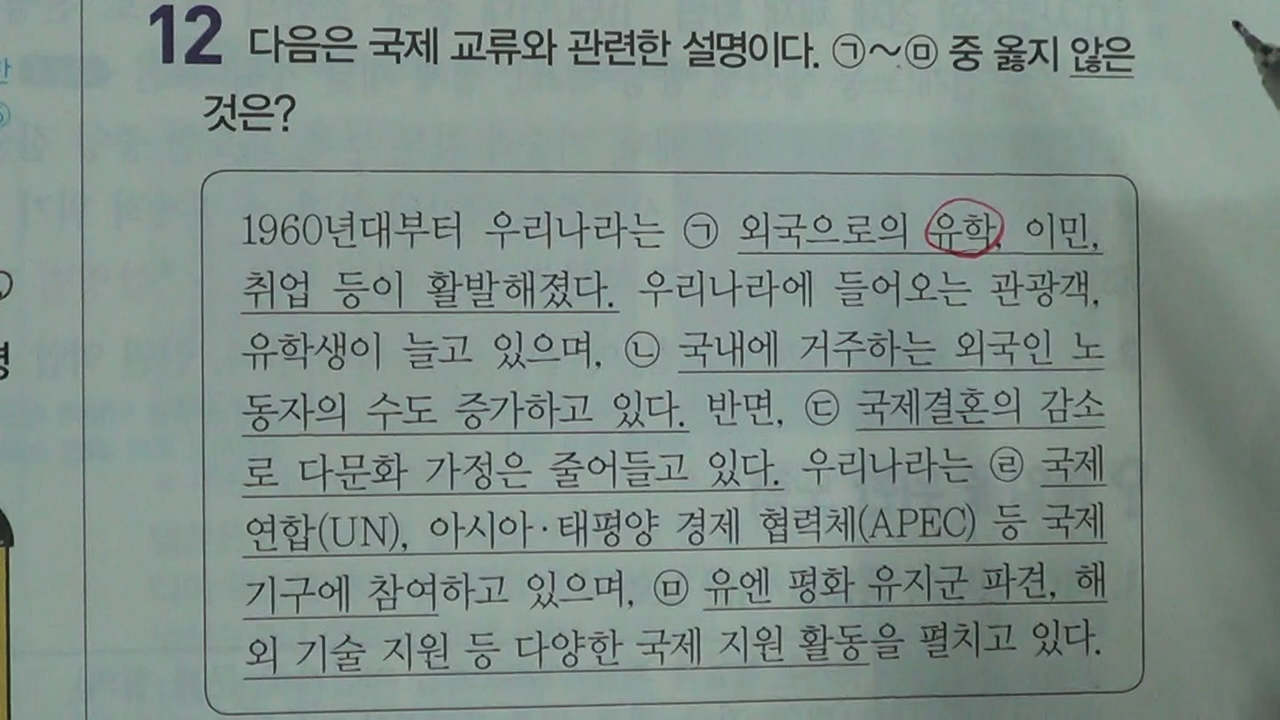 12 다음은 국제 교류와 관련한 설명이다. ㉠~㉤ 중 옳지 않은
것은?
1960년대부터 우리나라는 ㉠ 외국으로의 유학, 이민,
취업 등이 활발해졌다. 우리나라에 들어오는 관광객,
유학생이 늘고 있으며, ㉡ 국내에 거주하는 외국인 노
동자의 수도 증가하고 있다. 반면, ㉢ 국제결혼의 감소
로 다문화 가정은 줄어들고 있다. 우리나라는 ㉣ 국제
연합(UN), 아시아·태평양 경제 협력체(APEC) 등 국제
기구에 참여하고 있으며, ㉤ 유엔 평화 유지군 파견, 해
외 기술 지원 등 다양한 국제 지원 활동을 펼치고 있다.